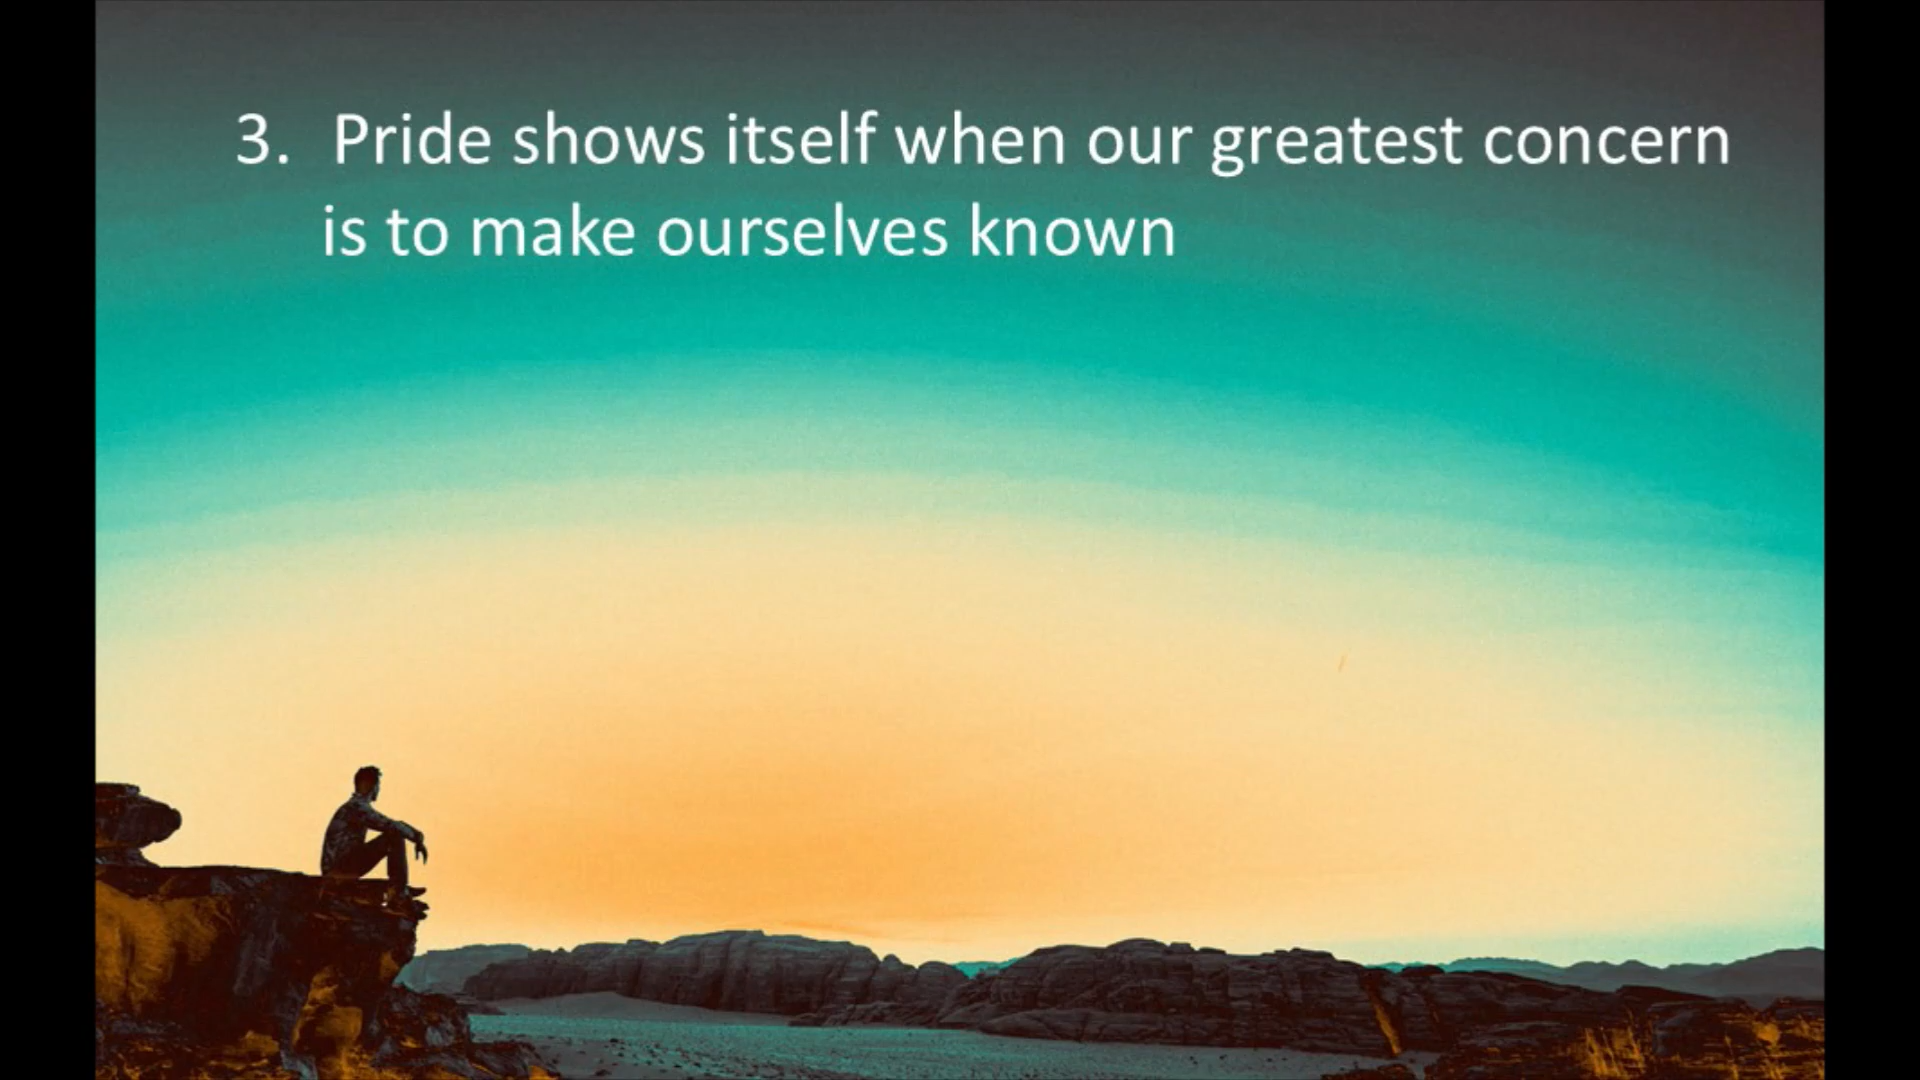 3. Pride shows itself when our greatest concern
is to make ourselves known